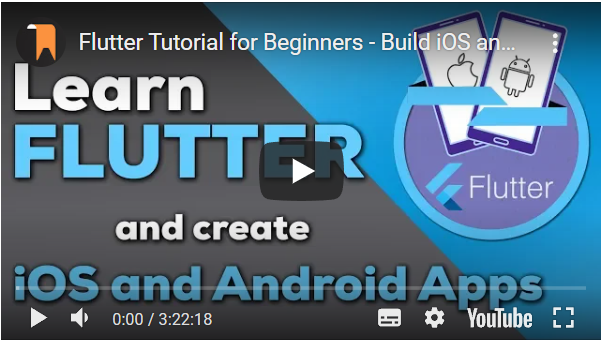 Flutter Tutorial for Beginners - Build iOS an...
Learn
FLUTTER
Flutter
and create
iOS and Android Apps
0:00 / 3:22:18
YouTube